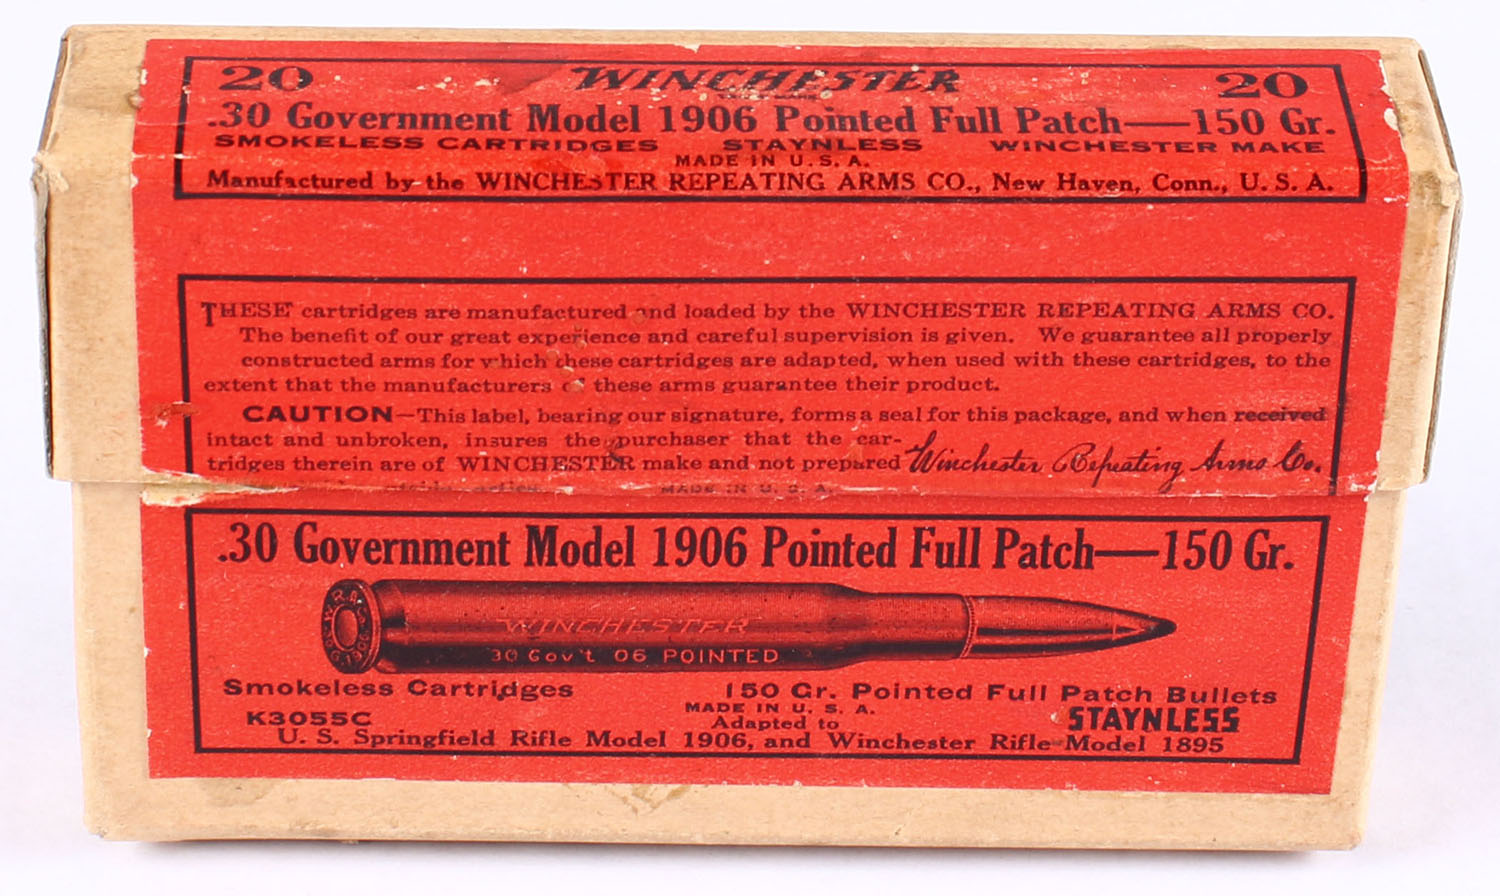 20 WINCHESTER 20
.30 Government Model 1906 Pointed Full Patch—150 Gr.
SMOKELESS CARTRIDGES STAYNLESS WINCHESTER MAKE
MADE IN U.S.A.
Manufactured by the WINCHESTER REPEATING ARMS CO., New Haven, Conn., U. S. A.
THESE cartridges are manufactured and loaded by the WINCHESTER REPEATING ARMS CO.
The benefit of our great experience and careful supervision is given. We guarantee all properly
constructed arms for which these cartridges are adapted, when used with these cartridges, to the
extent that the manufacturers of these arms guarantee their product.
CAUTION—This label, bearing our signature, forms a seal for this package, and when received
intact and unbroken, insures the purchaser that the car-
tridges therein are of WINCHESTER make and not prepared Winchester Repeating Arms Co.
MADE IN U. S. A.
.30 Government Model 1906 Pointed Full Patch—150 Gr.
W.R.A. 1906
WINCHESTER
30 Gov't 06 POINTED
Smokeless Cartridges 150 Gr. Pointed Full Patch Bullets
MADE IN U. S. A.
K3055C Adapted to STAYNLESS
U. S. Springfield Rifle Model 1906, and Winchester Rifle Model 1895